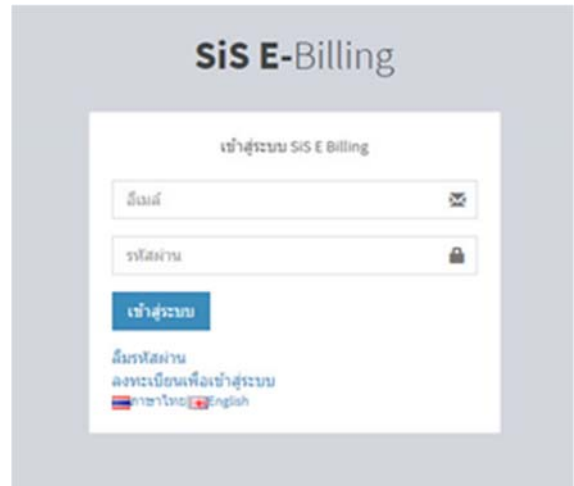 SiS E-Billing
เข้าสู่ระบบ SiS E Billing
อีเมล์
รหัสผ่าน
เข้าสู่ระบบ
ลืมรหัสผ่าน
ลงทะเบียนเพื่อเข้าสู่ระบบ
ภาษาไทย|English